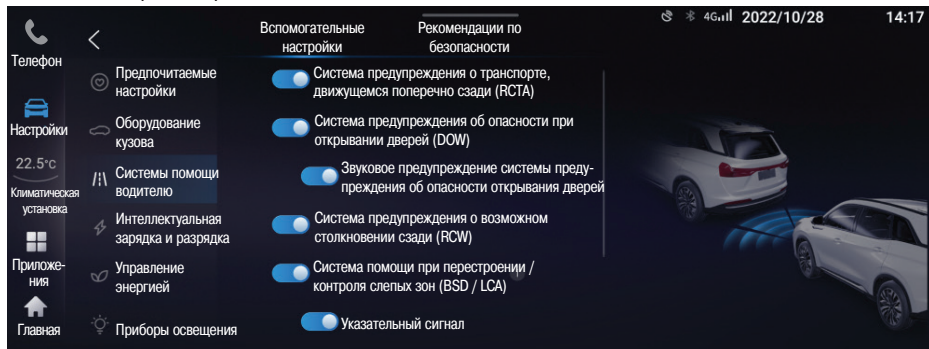 4G 2022/10/28 14:17
Телефон
Настройки
22.5°C
Климатическая
установка
Приложе-
ния
Главная
Вспомогательные
настройки
Рекомендации по
безопасности
Предпочитаемые
настройки
Оборудование
кузова
Системы помощи
водителю
Интеллектуальная
зарядка и разрядка
Управление
энергией
Приборы освещения
Система предупреждения о транспорте,
движущемся поперечно сзади (RCTA)
Система предупреждения об опасности при
открывании дверей (DOW)
Звуковое предупреждение системы преду-
преждения об опасности открывания дверей
Система предупреждения о возможном
столкновении сзади (RCW)
Система помощи при перестроении /
контроля слепых зон (BSD / LCA)
Указательный сигнал